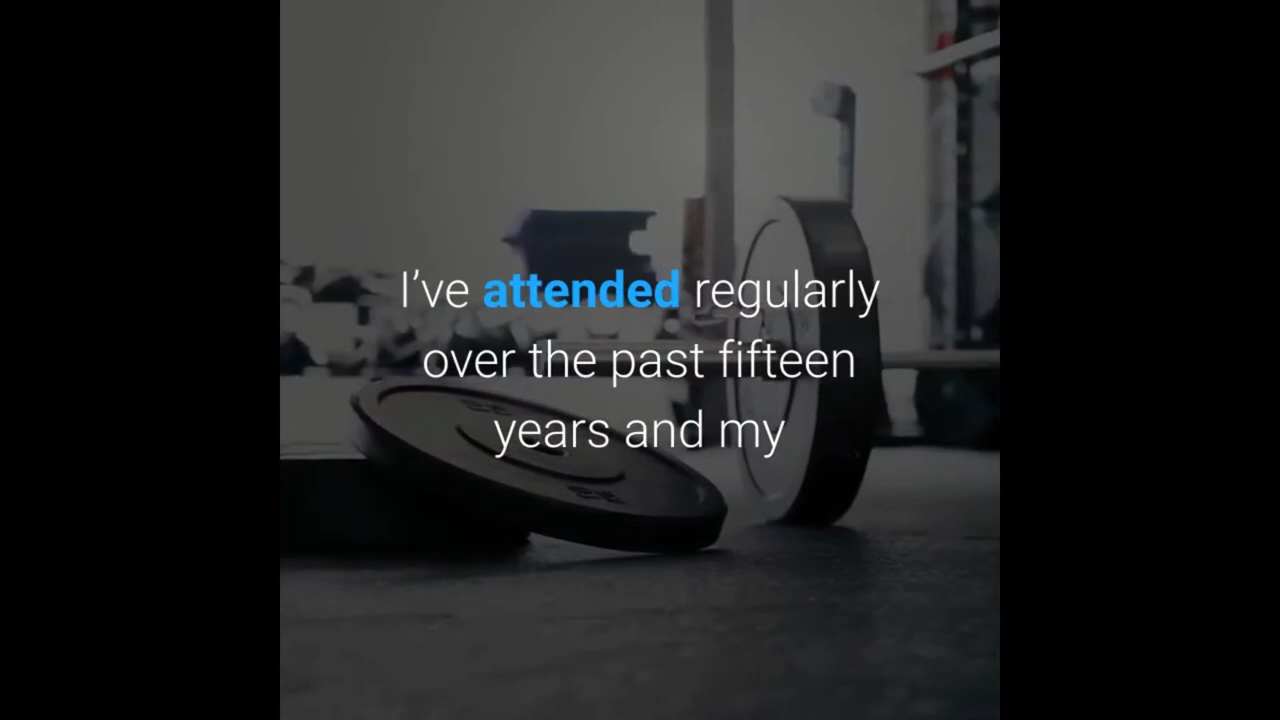 I’ve attended regularly
over the past fifteen
years and my